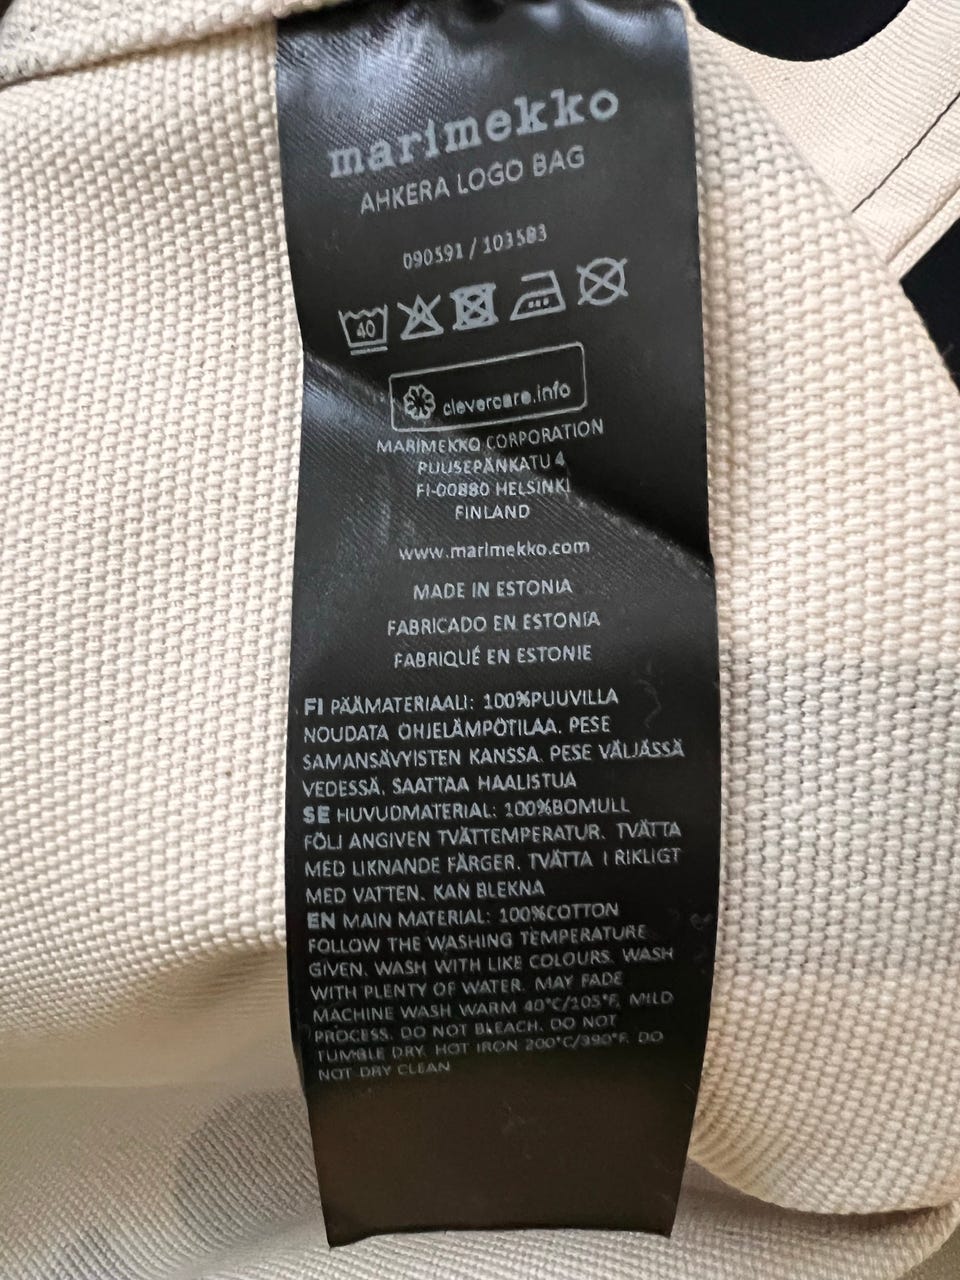 marimekko
AHKERA LOGO BAG
090591 / 103583
40
clevercare.info
MARIMEKKO CORPORATION
PUUSEPÄNKATU 4
FI-00880 HELSINKI
FINLAND
www.marimekko.com
MADE IN ESTONIA
FABRICADO EN ESTONIA
FABRIQUÉ EN ESTONIE
FI PÄÄMATERIAALI: 100%PUUVILLA
NOUDATA OHJELÄMPÖTILAA. PESE
SAMANSÄVYISTEN KANSSA. PESE VÄLJÄSSÄ
VEDESSÄ. SAATTAA HAALISTUA
SE HUVUDMATERIAL: 100%BOMULL
FÖLJ ANGIVEN TVÄTTEMPERATUR. TVÄTTA
MED LIKNANDE FÄRGER. TVÄTTA I RIKLIGT
MED VATTEN. KAN BLEKNA
EN MAIN MATERIAL: 100%COTTON
FOLLOW THE WASHING TEMPERATURE
GIVEN. WASH WITH LIKE COLOURS. WASH
WITH PLENTY OF WATER. MAY FADE
MACHINE WASH WARM 40°C/105°F, MILD
PROCESS. DO NOT BLEACH. DO NOT
TUMBLE DRY. HOT IRON 200°C/390°F. DO
NOT DRY CLEAN